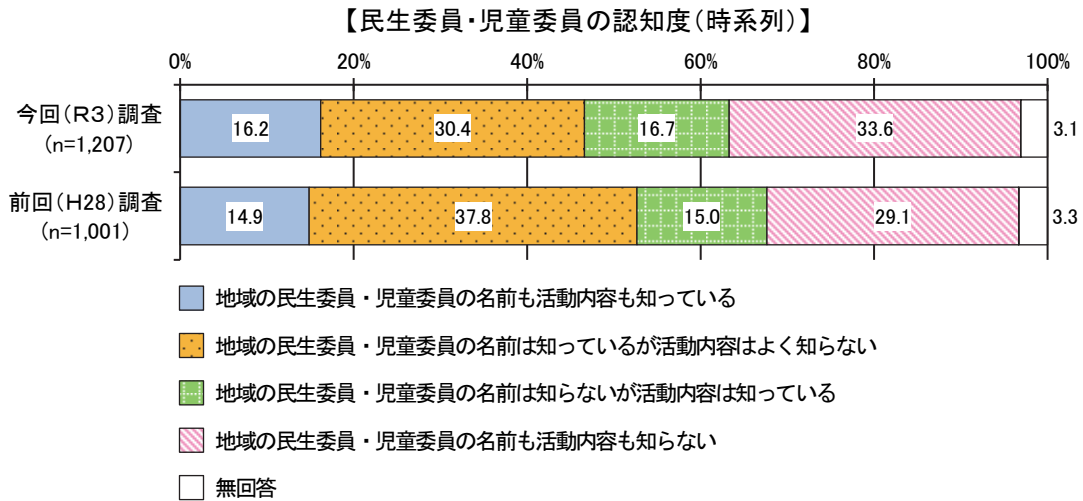 【民生委員・児童委員の認知度(時系列)】
0% 20% 40% 60% 80% 100%
今回(R3)調査
(n=1,207)
16.2 30.4 16.7 33.6 3.1
前回(H28)調査
(n=1,001)
14.9 37.8 15.0 29.1 3.3
地域の民生委員・児童委員の名前も活動内容も知っている
地域の民生委員・児童委員の名前は知っているが活動内容はよく知らない
地域の民生委員・児童委員の名前は知らないが活動内容は知っている
地域の民生委員・児童委員の名前も活動内容も知らない
無回答